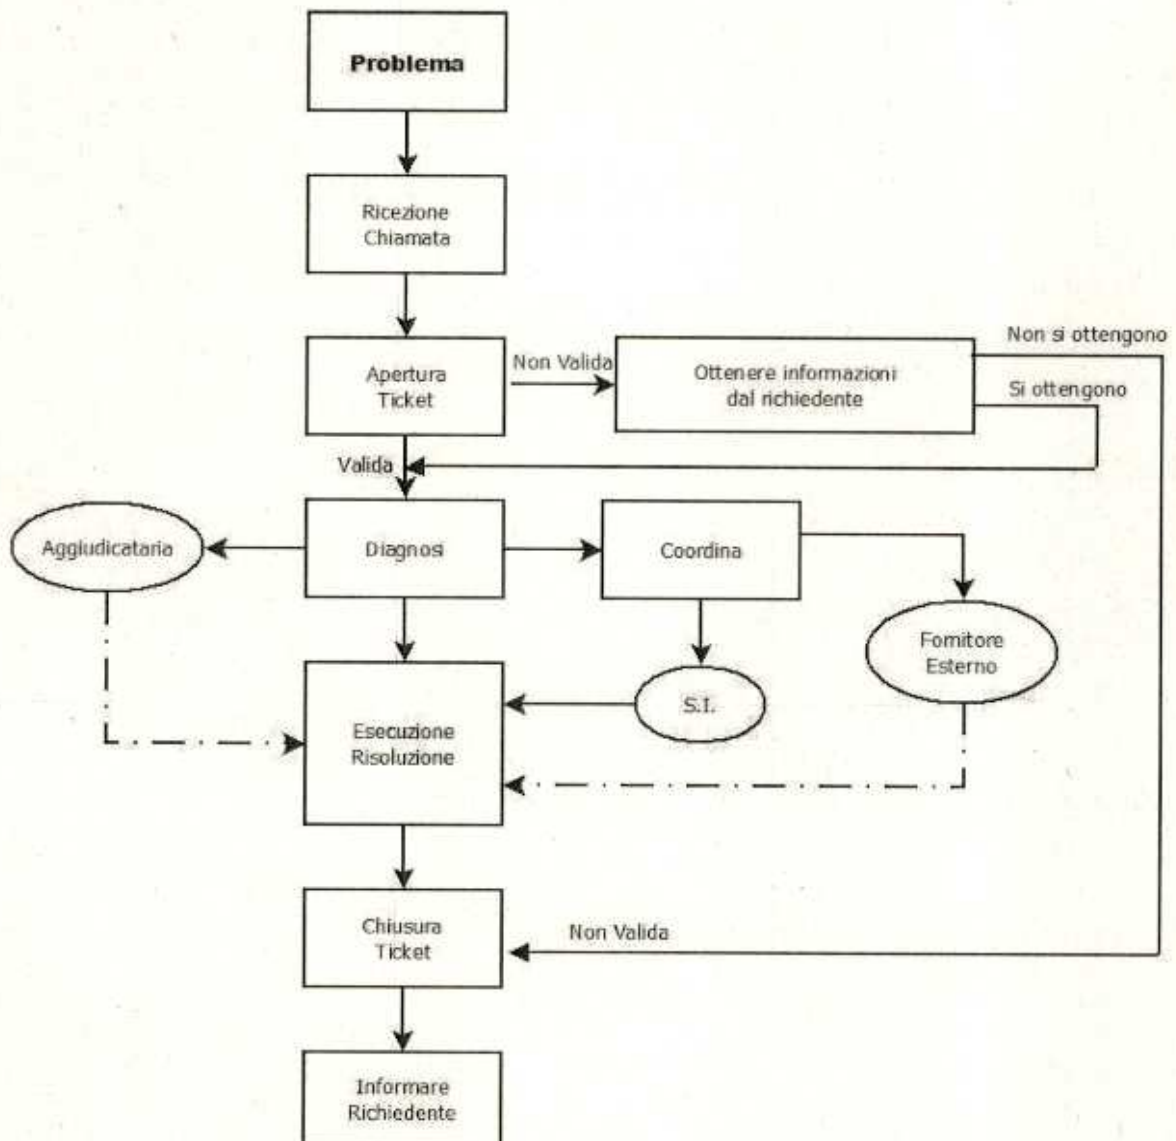 Problema
Ricezione
Chiamata
Apertura
Ticket
Non Valida
Ottenere informazioni
dal richiedente
Non si ottengono
Si ottengono
Valida
Aggiudicataria
Diagnosi
Coordina
Fornitore
Esterno
S.I.
Esecuzione
Risoluzione
Chiusura
Ticket
Non Valida
Informare
Richiedente